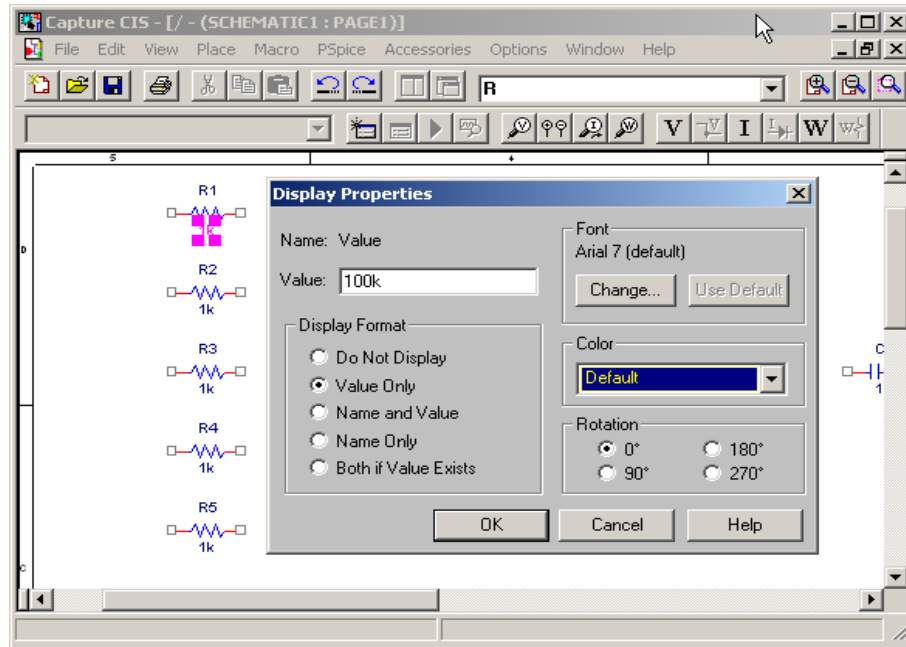 Capture CIS - [/ - (SCHEMATIC1 : PAGE1)]
File Edit View Place Macro PSpice Accessories Options Window Help
R
V I W
5 4
R1
D
R2
1k
R3
1k
R4
1k
R5
1k
C
C
1
Display Properties
Name: Value
Value: 100k
Display Format
Do Not Display
Value Only
Name and Value
Name Only
Both if Value Exists
Font
Arial 7 (default)
Change... Use Default
Color
Default
Rotation
0° 180°
90° 270°
OK Cancel Help